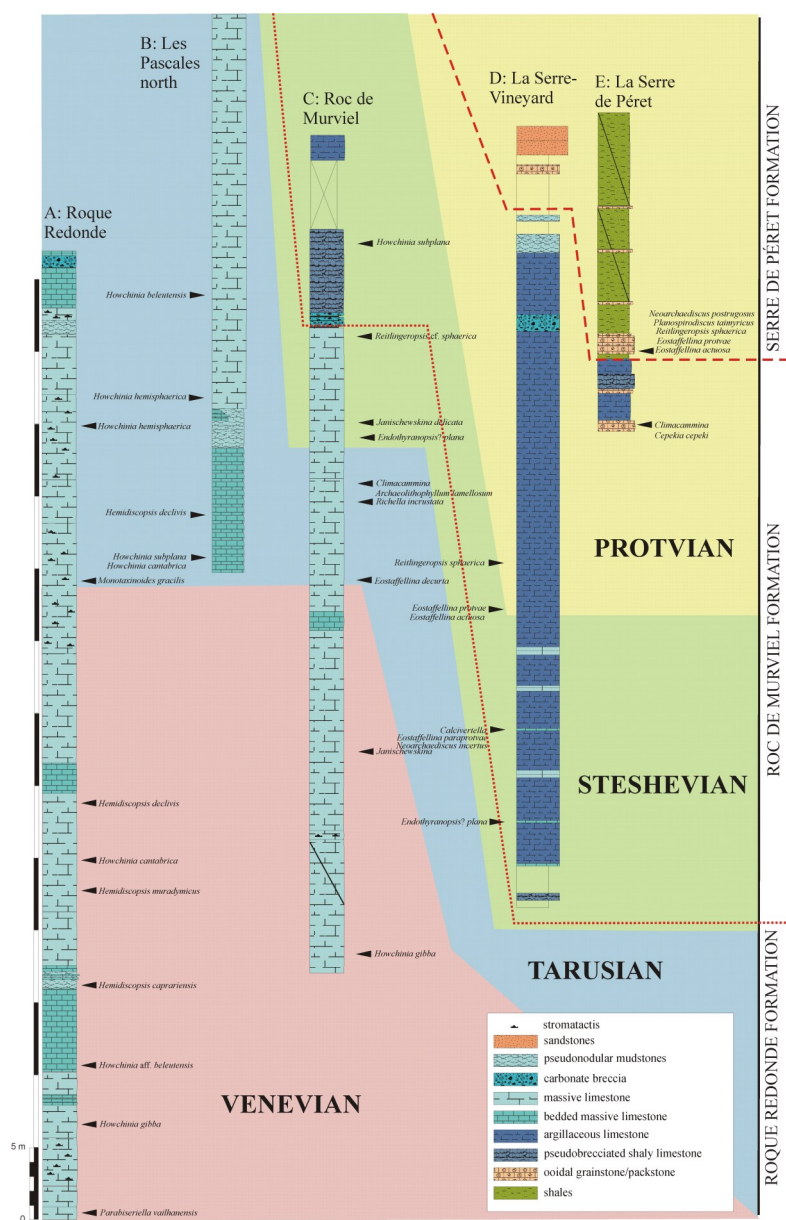 B: Les
Pascales
north
C: Roc de
Murviel
D: La Serre-
Vineyard
E: La Serre
de Péret
A: Roque
Redonde
Howchinia subplana
Howchinia beleutensis
Reitlingeropsis cf. sphaerica
Neoarchaediscus postrugosus
Planospirodiscus taimyricus
Reitlingeropsis sphaerica
Eostaffellina protvae
Eostaffellina actuosa
Howchinia hemisphaerica
Howchinia hemisphaerica
Janischewskina delicata
Endothyranopsis? plana
Climacammina
Cepekia cepeki
Climacammina
Archaeolithophyllum lamellosum
Richella incrustata
Hemidiscopsis declivis
Howchinia subplana
Howchinia cantabrica
Monotaxinoides gracilis
Eostaffellina decurta
Reitlingeropsis sphaerica
PROTVIAN
Eostaffellina protvae
Eostaffellina actuosa
Calcivertella
Eostaffellina paraprotvae
Neoarchaediscus incertus
Janischewskina
STESHEVIAN
Hemidiscopsis declivis
Endothyranopsis? plana
Howchinia cantabrica
Hemidiscopsis muradymicus
Howchinia gibba
TARUSIAN
Hemidiscopsis caprariensis
Howchinia aff. beleutensis
VENEVIAN
Howchinia gibba
Parabiseriella vailhanensis
5 m
0
stromatactis
sandstones
pseudonodular mudstones
carbonate breccia
massive limestone
bedded massive limestone
argillaceous limestone
pseudobrecciated shaly limestone
ooidal grainstone/packstone
shales
SERRE DE PÉRET FORMATION
ROC DE MURVIEL FORMATION
ROQUE REDONDE FORMATION